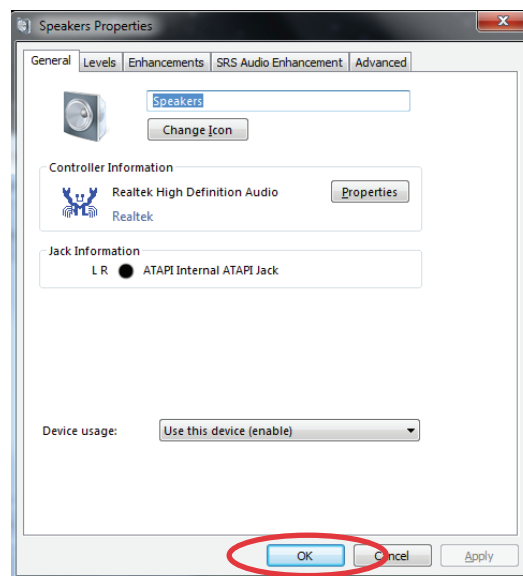 Speakers Properties
General Levels Enhancements SRS Audio Enhancement Advanced
Speakers
Change Icon
Controller Information
Realtek High Definition Audio Properties
Realtek
Jack Information
L R ATAPI Internal ATAPI Jack
Device usage: Use this device (enable)
OK Cancel Apply